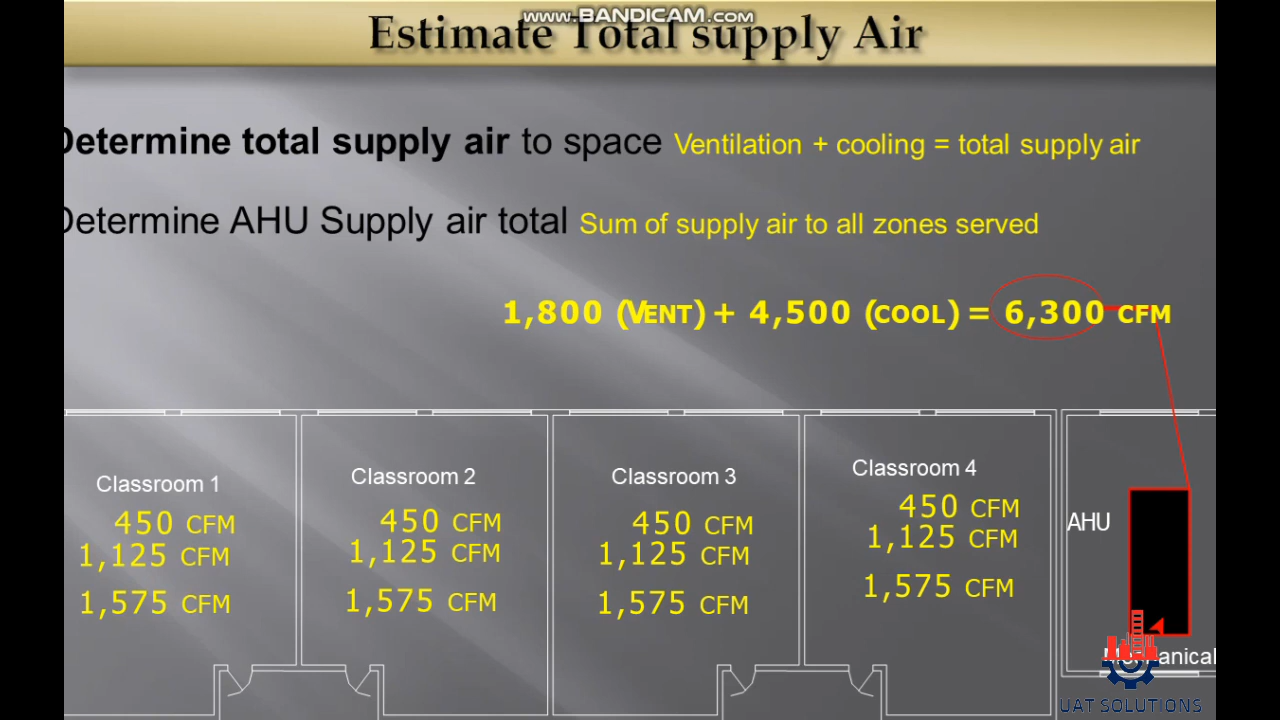 www.BANDICAM.com
Estimate Total supply Air
Determine total supply air to space Ventilation + cooling = total supply air
Determine AHU Supply air total Sum of supply air to all zones served
1,800 (VENT) + 4,500 (COOL) = 6,300 CFM
Classroom 1
450 CFM
1,125 CFM
1,575 CFM
Classroom 2
450 CFM
1,125 CFM
1,575 CFM
Classroom 3
450 CFM
1,125 CFM
1,575 CFM
Classroom 4
450 CFM
1,125 CFM
1,575 CFM
AHU
Mechanical
UAT SOLUTIONS